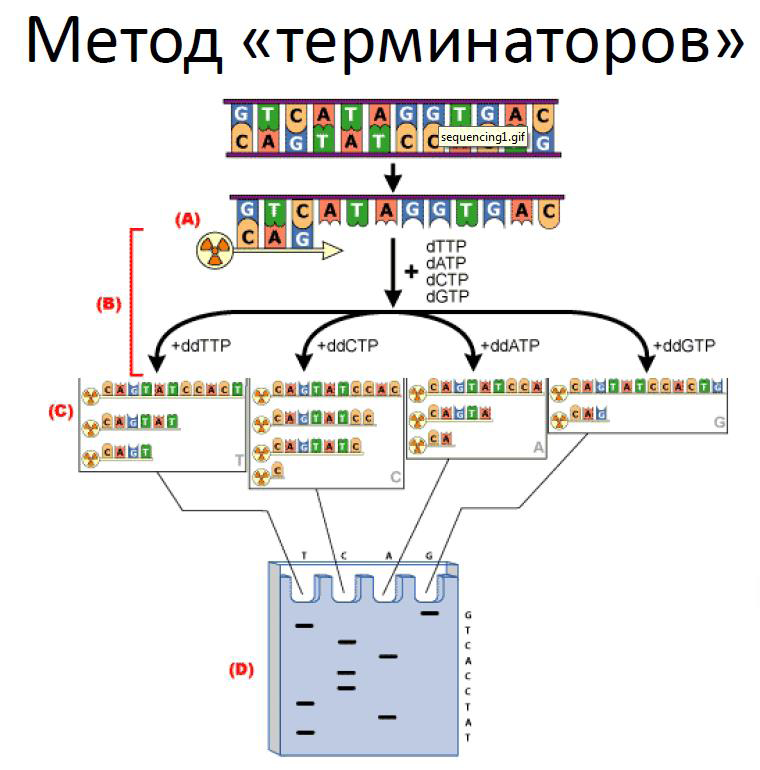 Метод «терминаторов»
G T C A T A G G T G A C
C A G T A T C C G
sequencing1.gif
(A)
G T C A T A G G T G A C
C A G
(B)
+
dTTP
dATP
dCTP
dGTP
+ddTTP
+ddCTP
+ddATP
+ddGTP
(C)
C A G T A T C C A C T
C A G T A T
C A G T
T
C A G T A T C C A C
C A G T A T C C
C A G T A T C
C
C
C A G T A T C C A
C A G T A
C A
A
C A G T A T C C A C T G
C A G
G
T C A G
(D)
G
T
C
A
C
C
T
A
T